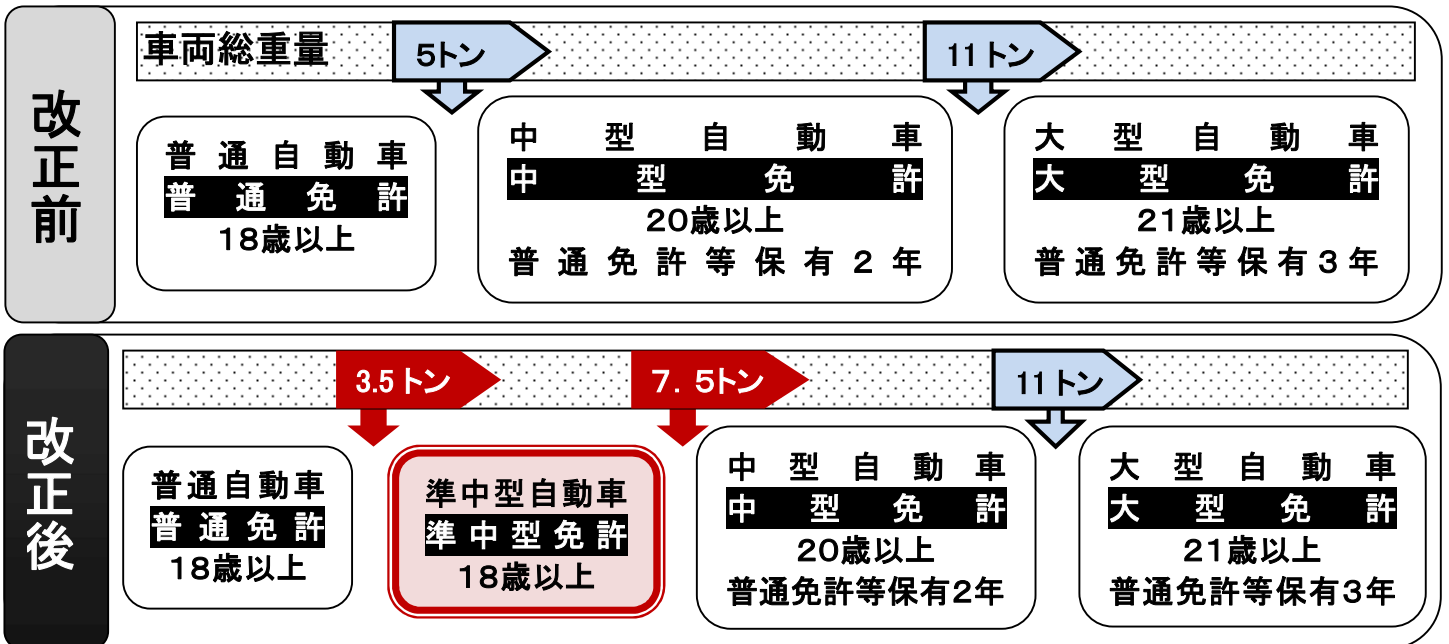 改正前
車両総重量
5トン
11トン
普通自動車
普通免許
18歳以上
中型自動車
中型免許
20歳以上
普通免許等保有2年
大型自動車
大型免許
21歳以上
普通免許等保有3年
改正後
3.5トン
7.5トン
11トン
普通自動車
普通免許
18歳以上
準中型自動車
準中型免許
18歳以上
中型自動車
中型免許
20歳以上
普通免許等保有2年
大型自動車
大型免許
21歳以上
普通免許等保有3年